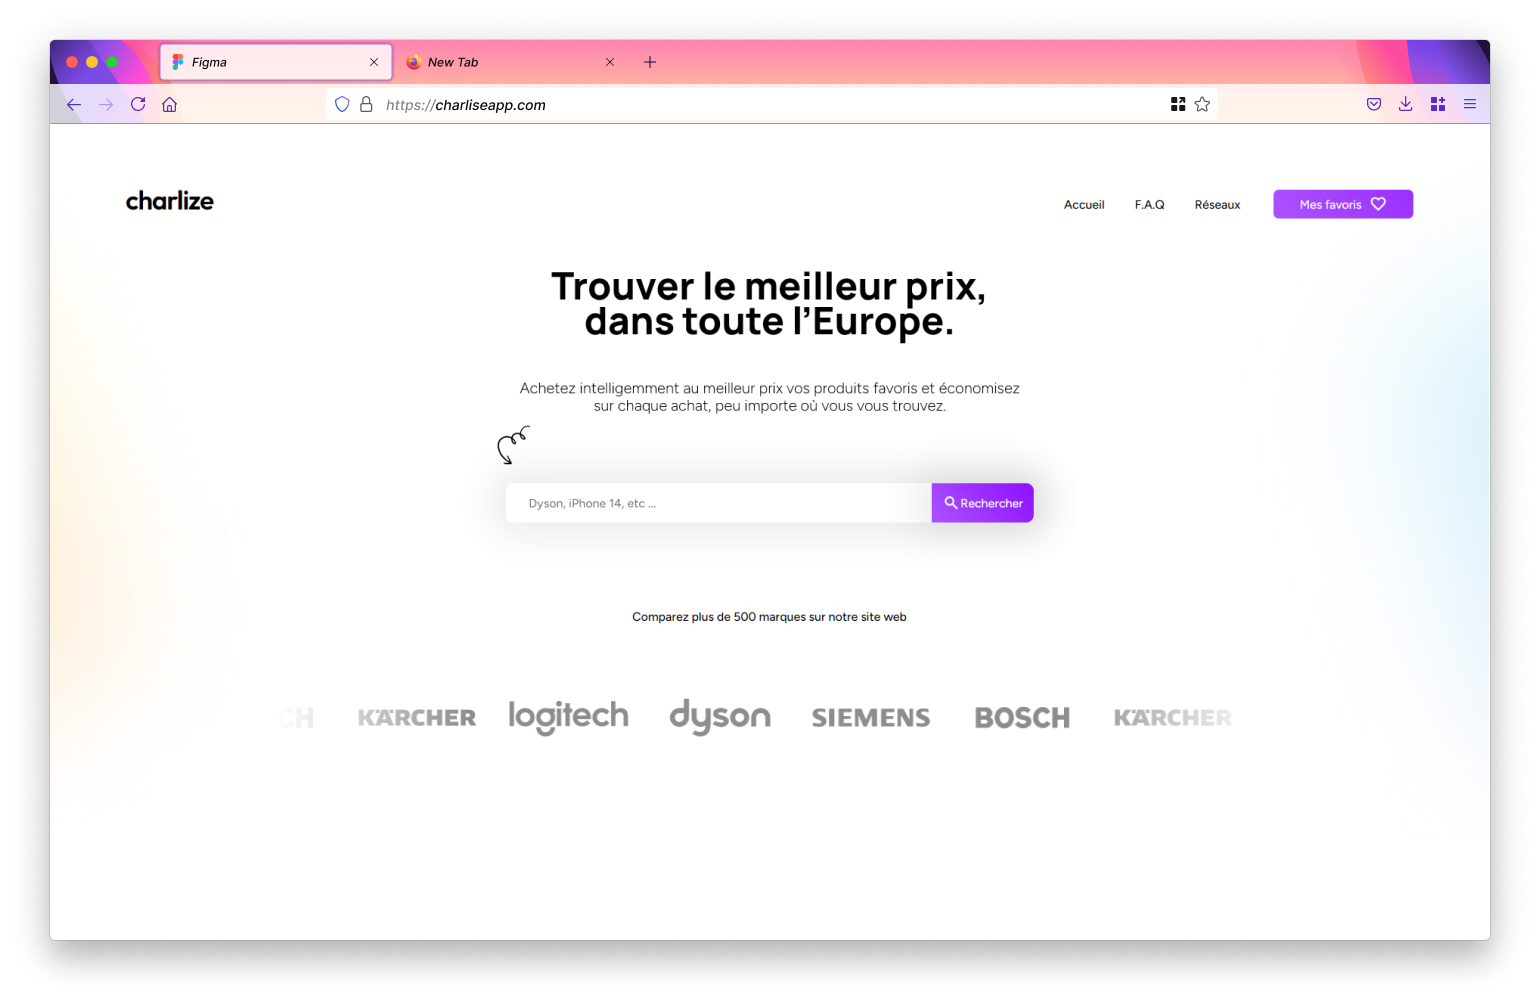 Figma
New Tab
https://charliseapp.com
charlize
Accueil
F.A.Q
Réseaux
Mes favoris
Trouver le meilleur prix,
dans toute l’Europe.
Achetez intelligemment au meilleur prix vos produits favoris et économisez
sur chaque achat, peu importe où vous vous trouvez.
Dyson, iPhone 14, etc ...
Rechercher
Comparez plus de 500 marques sur notre site web
CH KÄRCHER logitech dyson SIEMENS BOSCH KÄRCHER